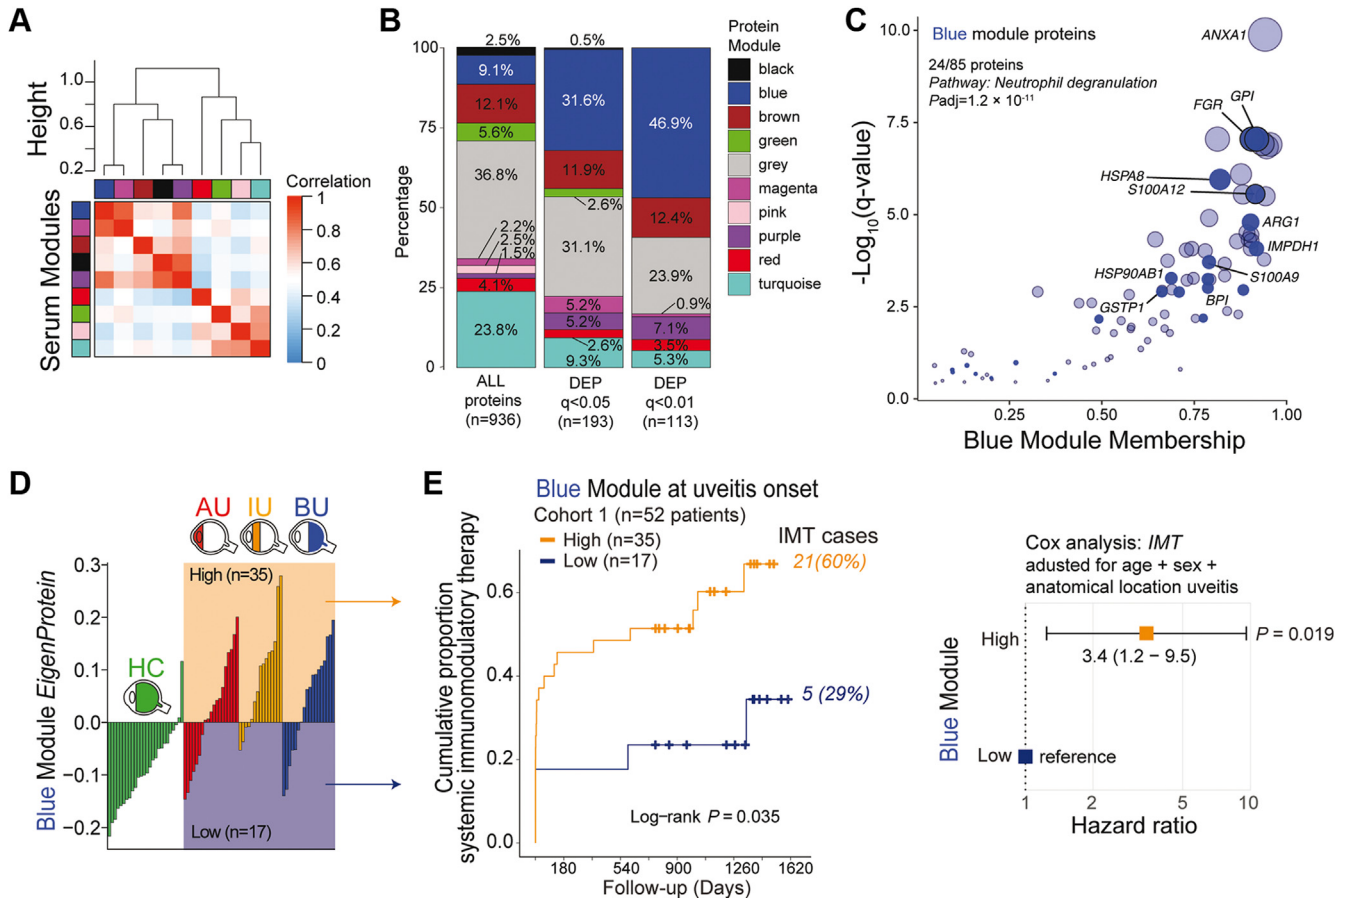 A
Height
1.0
0.6
0.2
Serum Modules
Correlation
1
0.8
0.6
0.4
0.2
0
B
Percentage
100
75
50
25
0
2.5%
9.1%
12.1%
5.6%
36.8%
2.2%
2.5%
1.5%
4.1%
23.8%
ALL
proteins
(n=936)
0.5%
31.6%
11.9%
2.6%
31.1%
5.2%
5.2%
2.6%
9.3%
DEP
q<0.05
(n=193)
46.9%
12.4%
23.9%
0.9%
7.1%
3.5%
5.3%
DEP
q<0.01
(n=113)
Protein
Module
black
blue
brown
green
grey
magenta
pink
purple
red
turquoise
C
-Log10(q-value)
10.0
7.5
5.0
2.5
0.0
Blue module proteins
24/85 proteins
Pathway: Neutrophil degranulation
Padj=1.2 × 10-11
ANXA1
GPI
FGR
HSPA8
S100A12
ARG1
IMPDH1
HSP90AB1
S100A9
GSTP1
BPI
0.25
0.50
0.75
1.00
Blue Module Membership
D
AU IU BU
Blue Module EigenProtein
0.3
0.2
0.1
0.0
−0.1
−0.2
High (n=35)
HC
Low (n=17)
E
Blue Module at uveitis onset
Cohort 1 (n=52 patients)
High (n=35)
Low (n=17)
IMT cases
21(60%)
5 (29%)
Cumulative proportion
systemic immunomodulatory therapy
0.6
0.4
0.2
0.0
Log−rank P = 0.035
180 540 900 1260 1620
Follow-up (Days)
Cox analysis: IMT
adusted for age + sex +
anatomical location uveitis
Blue Module
High
P = 0.019
3.4 (1.2 − 9.5)
Low
reference
1 2 5 10
Hazard ratio